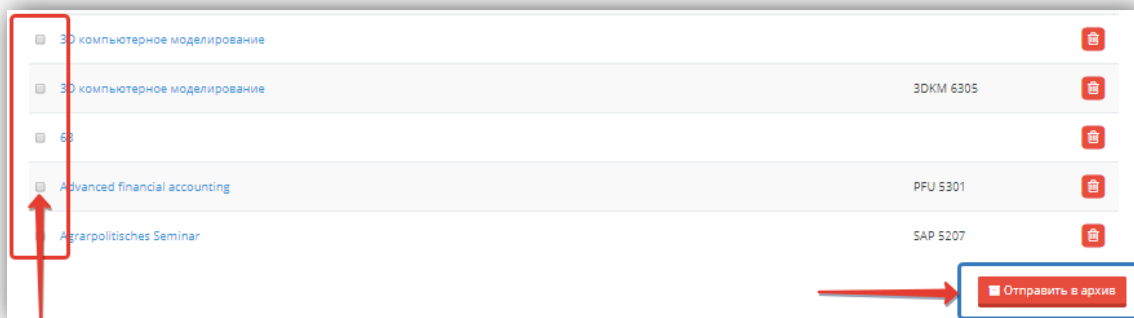 3D компьютерное моделирование
3D компьютерное моделирование 3DKM 6305
Advanced financial accounting PFU 5301
Agrarpolitisches Seminar SAP 5207
Отправить в архив